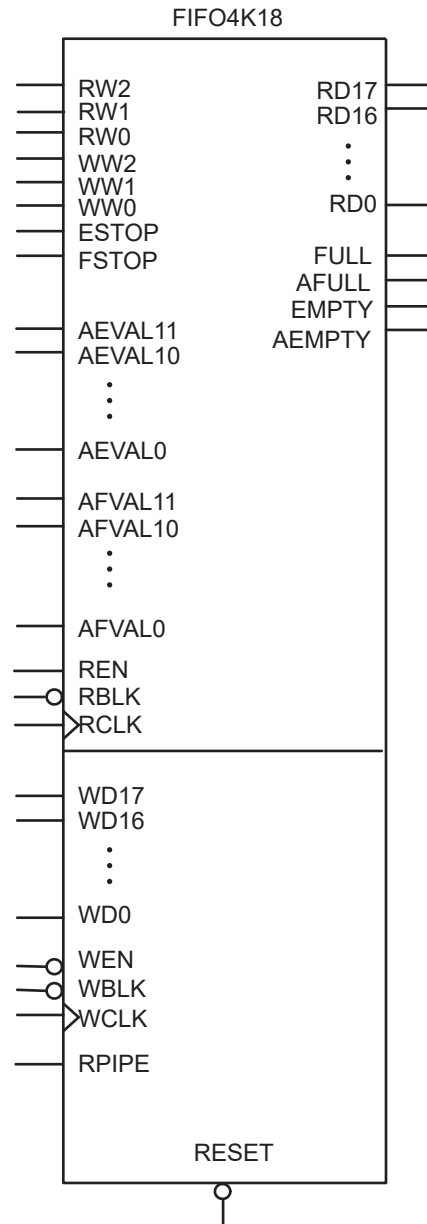 FIFO4K18
RW2
RW1
RW0
WW2
WW1
WW0
ESTOP
FSTOP
AEVAL11
AEVAL10
AEVAL0
AFVAL11
AFVAL10
AFVAL0
REN
RBLK
RCLK
WD17
WD16
WD0
WEN
WBLK
WCLK
RPIPE
RD17
RD16
RD0
FULL
AFULL
EMPTY
AEMPTY
RESET